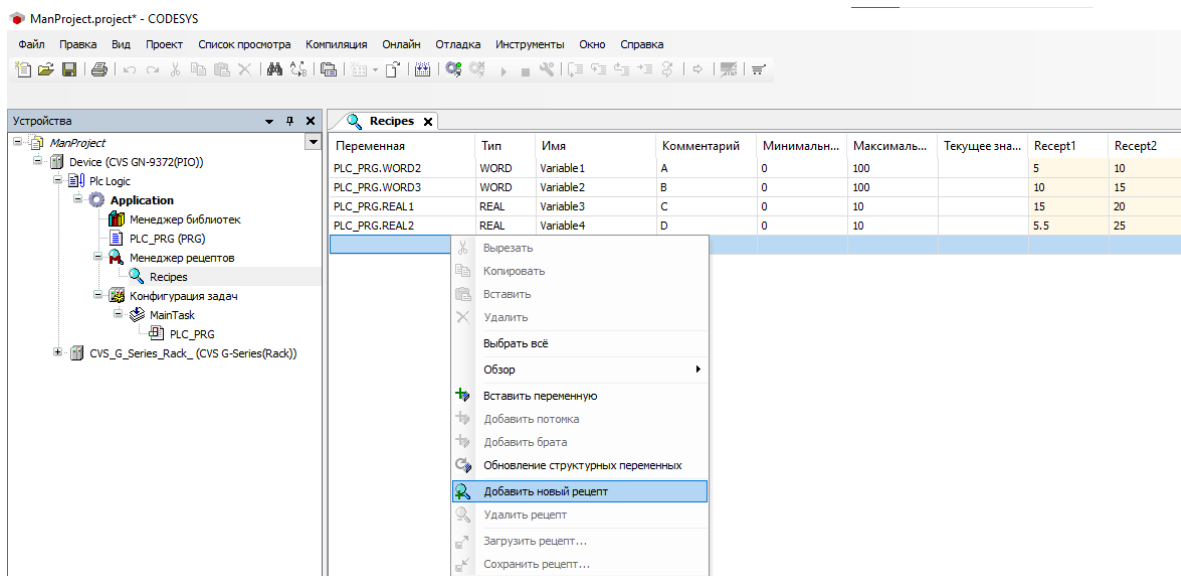 ManProject.project* - CODESYS
Файл Правка Вид Проект Список просмотра Компиляция Онлайн Отладка Инструменты Окно Справка
Устройства
ManProject
Device (CVS GN-9372(PIO))
Plc Logic
Application
Менеджер библиотек
PLC_PRG (PRG)
Менеджер рецептов
Recipes
Конфигурация задач
MainTask
PLC_PRG
CVS_G_Series_Rack_ (CVS G-Series(Rack))
Recipes
Переменная Тип Имя Комментарий Минимальн... Максималь... Текущее зна... Recept1 Recept2
PLC_PRG.WORD2 WORD Variable1 A 0 100 5 10
PLC_PRG.WORD3 WORD Variable2 B 0 100 10 15
PLC_PRG.REAL1 REAL Variable3 C 0 10 15 20
PLC_PRG.REAL2 REAL Variable4 D 0 10 5.5 25
Вырезать
Копировать
Вставить
Удалить
Выбрать всё
Обзор
Вставить переменную
Добавить потомка
Добавить брата
Обновление структурных переменных
Добавить новый рецепт
Удалить рецепт
Загрузить рецепт...
Сохранить рецепт...